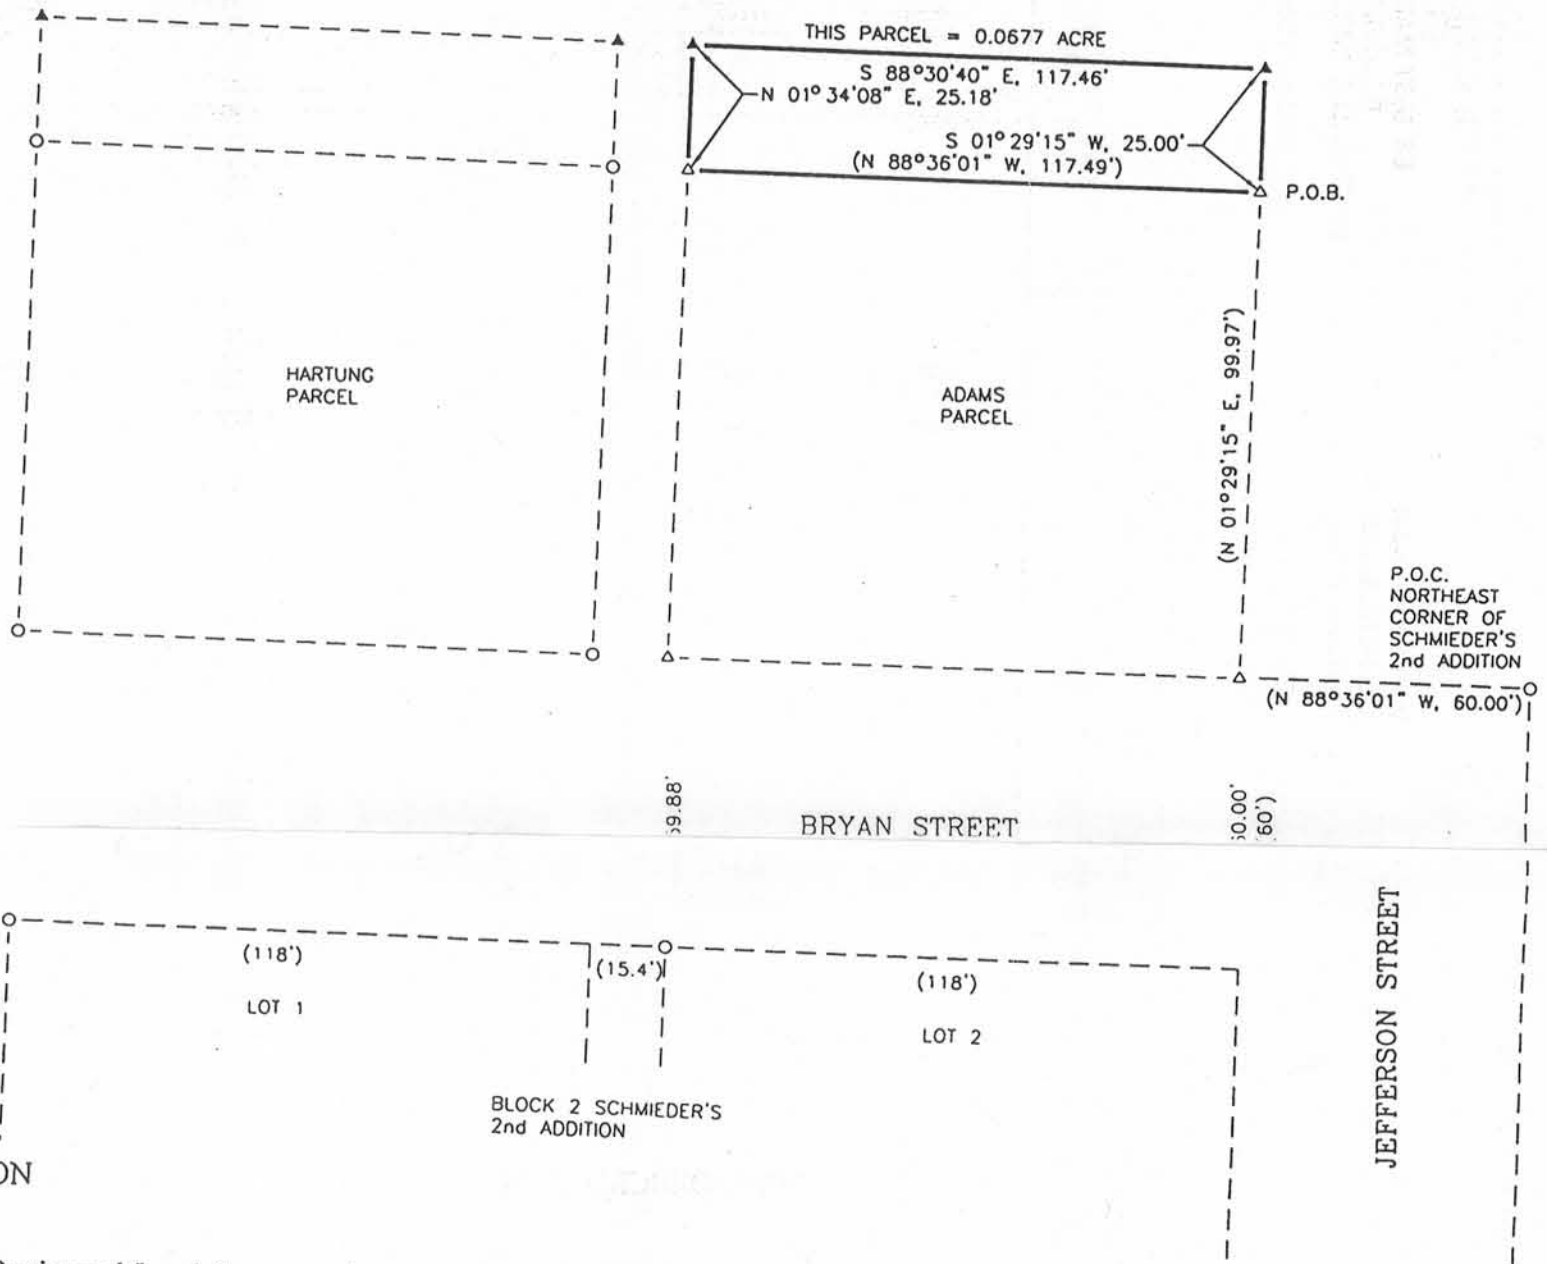 THIS PARCEL = 0.0677 ACRE
S 88°30'40" E, 117.46'
N 01°34'08" E, 25.18'
S 01°29'15" W, 25.00'
(N 88°36'01" W, 117.49')
P.O.B.
HARTUNG
PARCEL
ADAMS
PARCEL
(N 01°29'15" E, 99.97')
P.O.C.
NORTHEAST
CORNER OF
SCHMIEDER'S
2nd ADDITION
(N 88°36'01" W, 60.00')
BRYAN STREET
JEFFERSON STREET
(118')
(15.4')
(118')
LOT 1
LOT 2
BLOCK 2 SCHMIEDER'S
2nd ADDITION
ON